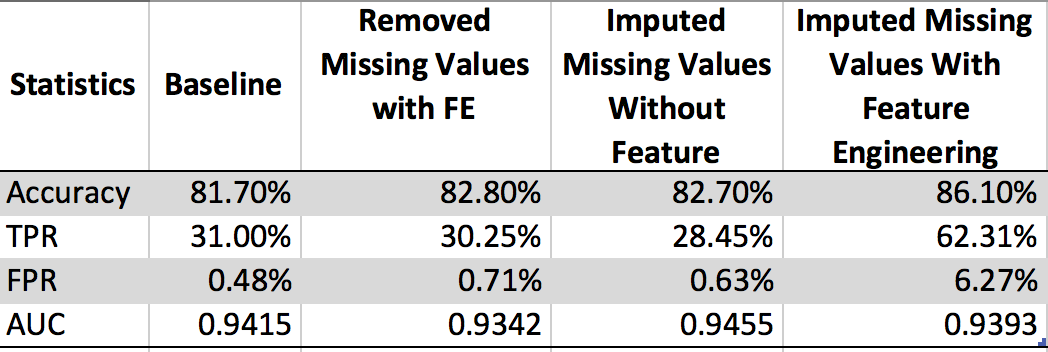 Statistics Baseline Removed Missing Values with FE Imputed Missing Values Without Feature Imputed Missing Values With Feature Engineering
Accuracy 81.70% 82.80% 82.70% 86.10%
TPR 31.00% 30.25% 28.45% 62.31%
FPR 0.48% 0.71% 0.63% 6.27%
AUC 0.9415 0.9342 0.9455 0.9393